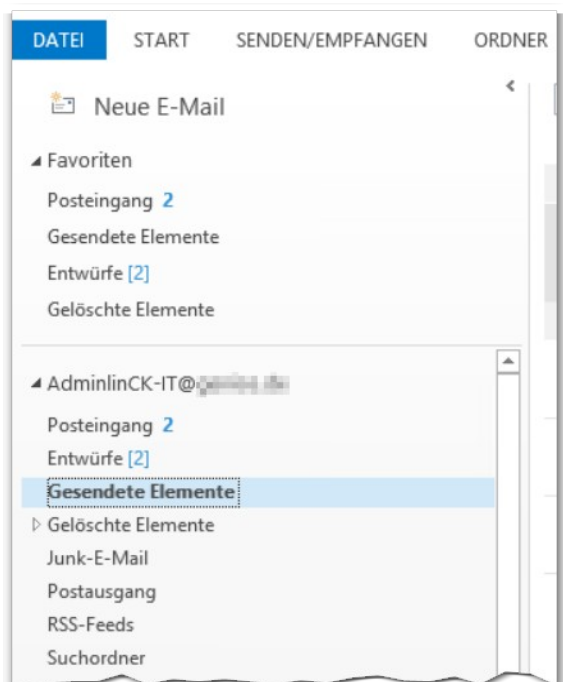 DATEI START SENDEN/EMPFANGEN ORDNER
Neue E-Mail
Favoriten
Posteingang 2
Gesendete Elemente
Entwürfe [2]
Gelöschte Elemente
AdminlinCK-IT@
Posteingang 2
Entwürfe [2]
Gesendete Elemente
Gelöschte Elemente
Junk-E-Mail
Postausgang
RSS-Feeds
Suchordner